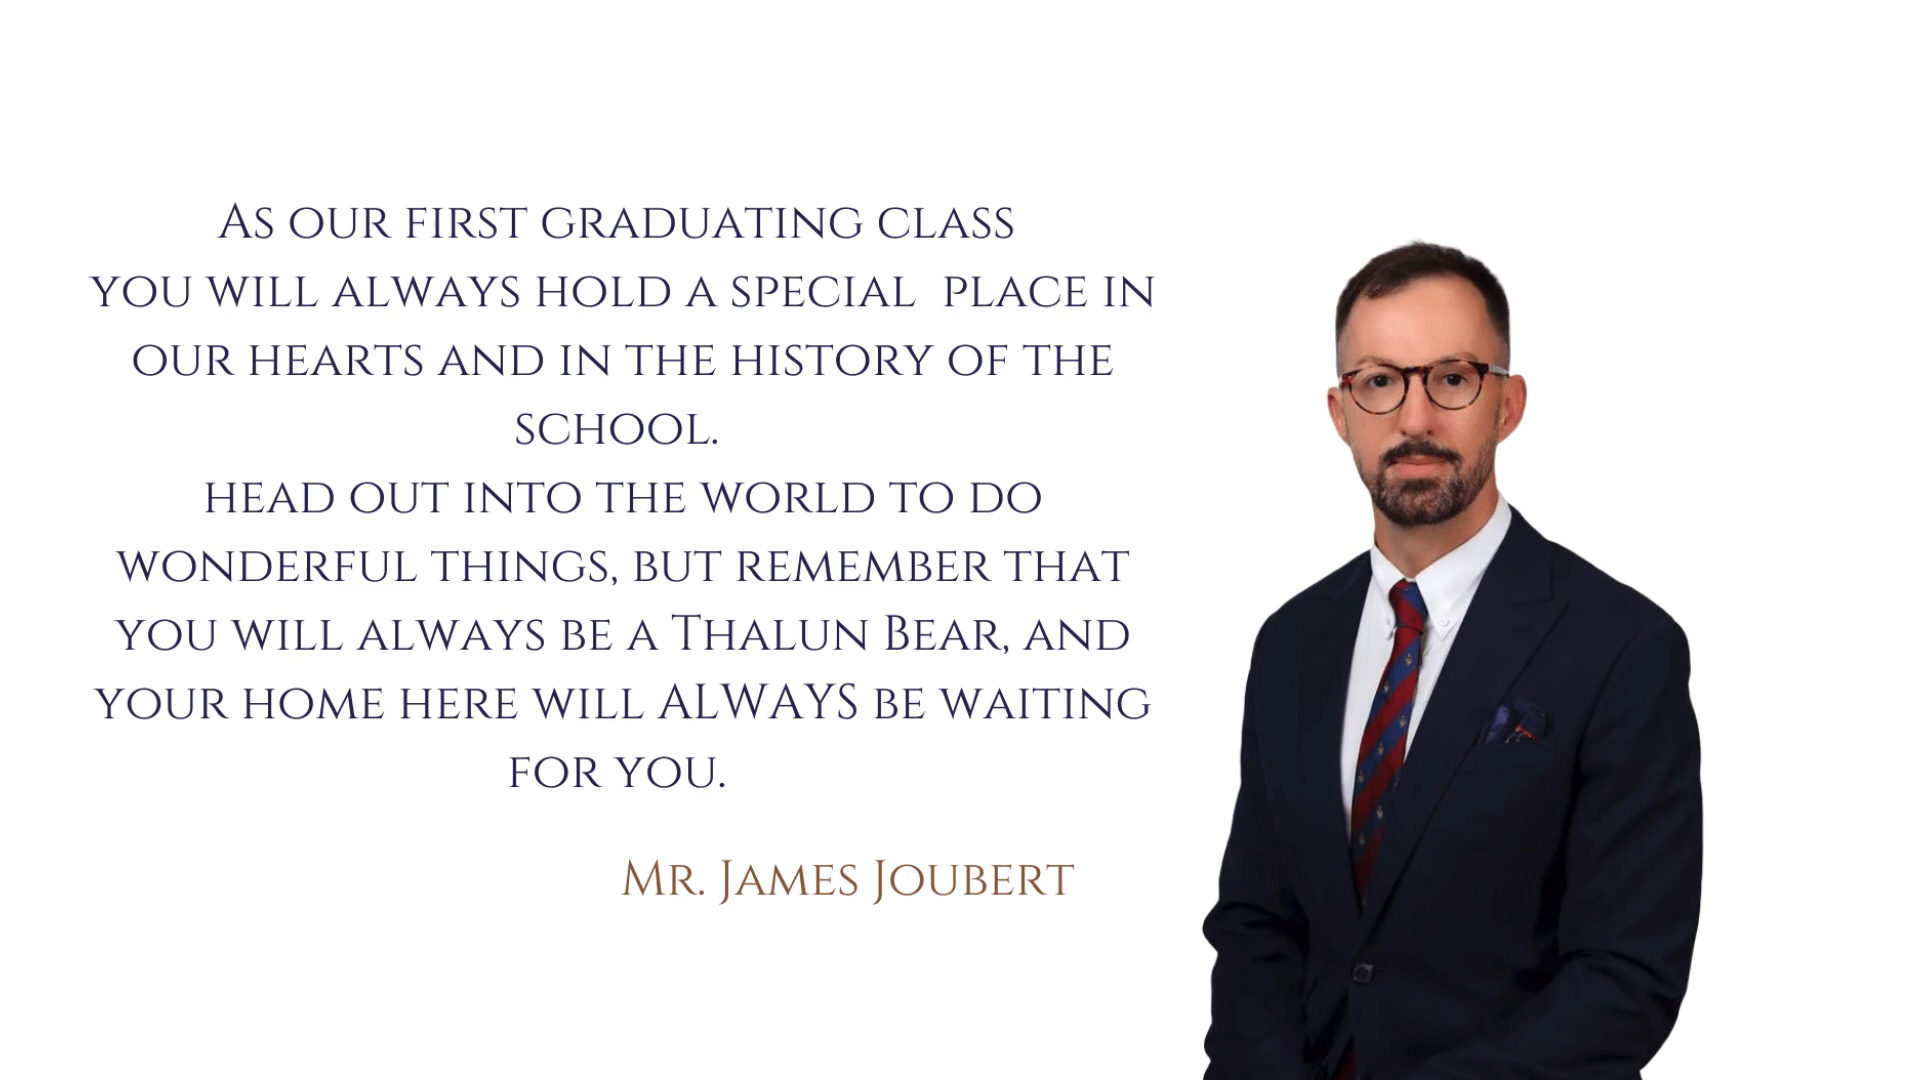 As our first graduating class
you will always hold a special place in
our hearts and in the history of the
school.
head out into the world to do
wonderful things, but remember that
you will always be a Thalun Bear, and
your home here will ALWAYS be waiting
for you.
Mr. James Joubert